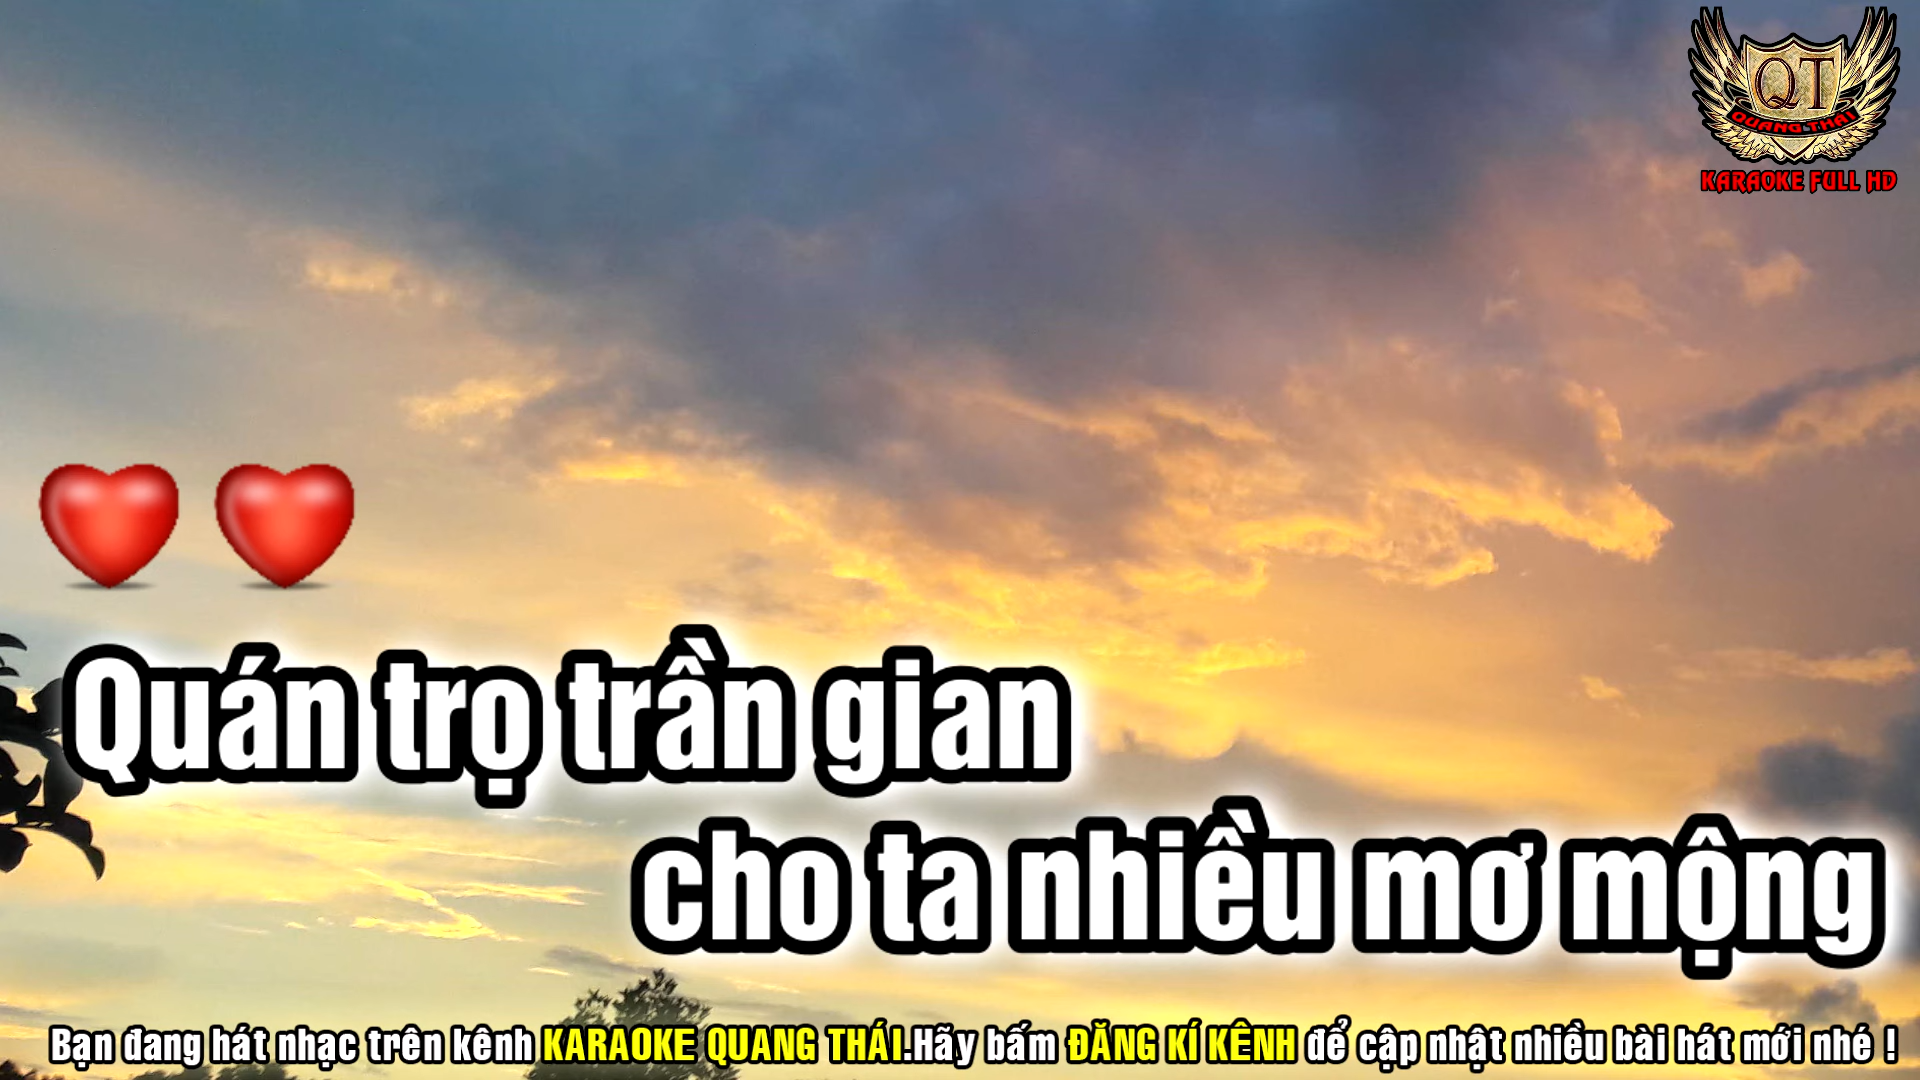 QT
QUANG THÁI
KARAOKE FULL HD
Quán trọ trần gian
cho ta nhiều mơ mộng
Bạn đang hát nhạc trên kênh KARAOKE QUANG THÁI.Hãy bấm ĐĂNG KÍ KÊNH để cập nhật nhiều bài hát mới nhé !